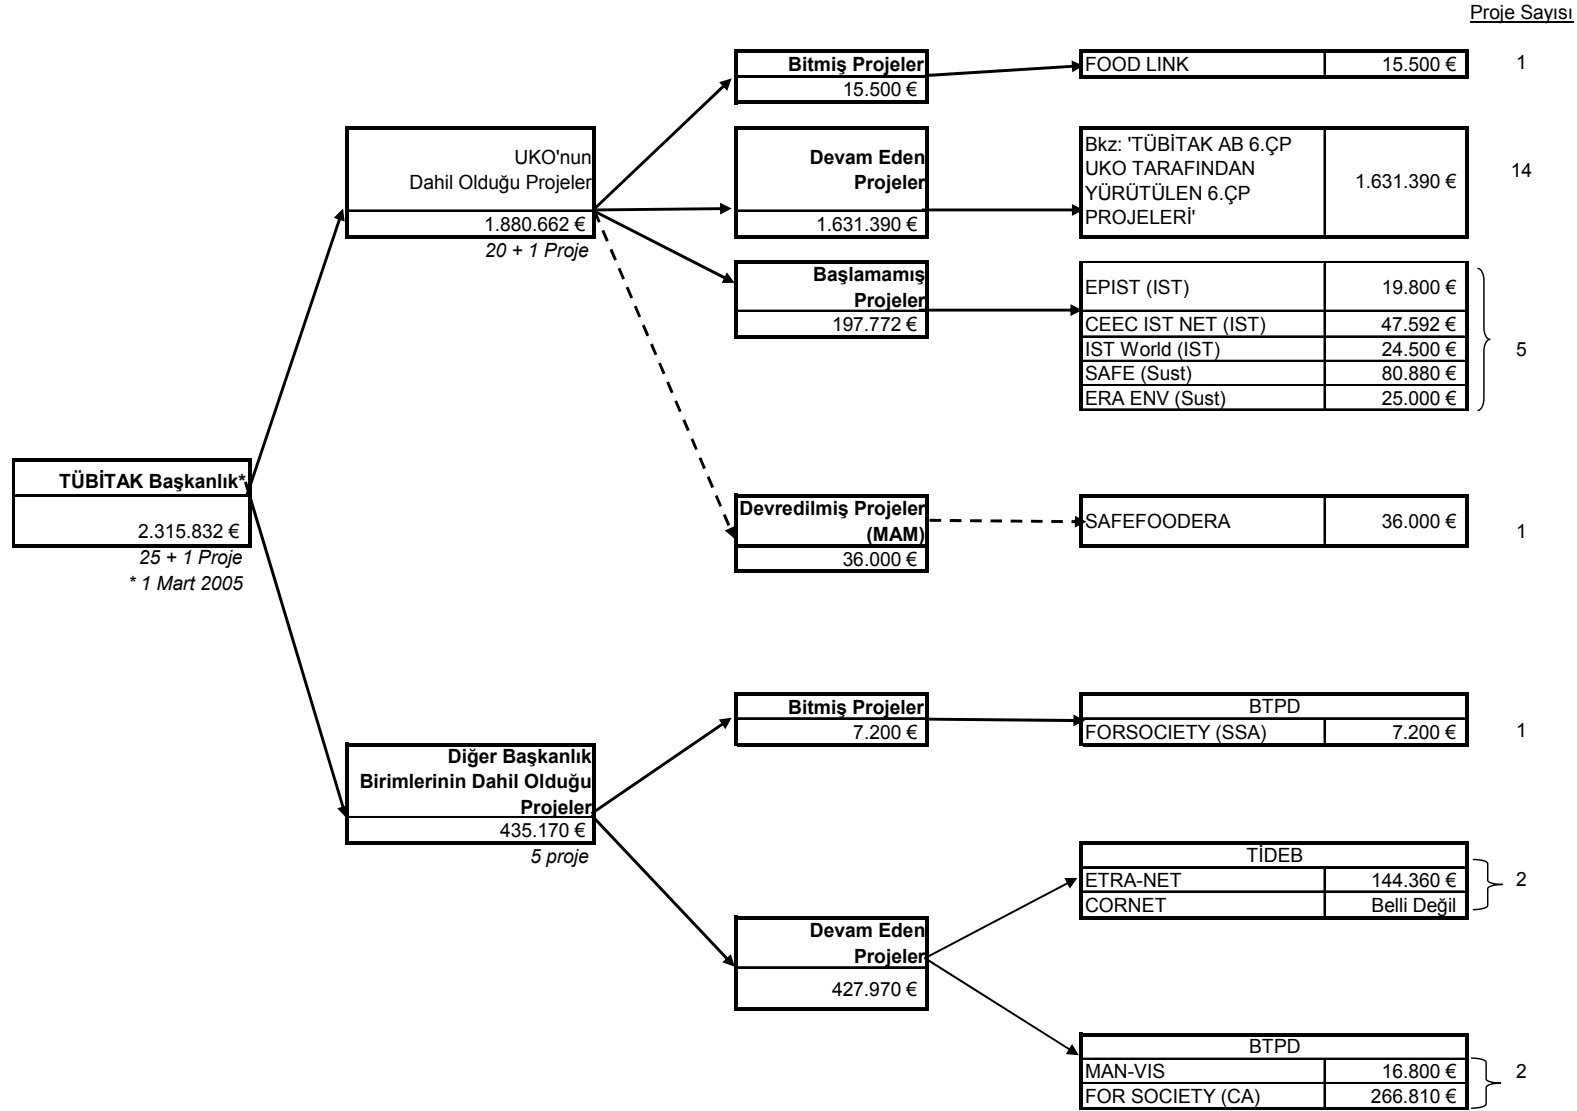 Proje Sayısı
Bitmiş Projeler
15.500 €
FOOD LINK 15.500 €
1
UKO'nun
Dahil Olduğu Projeler
1.880.662 €
20 + 1 Proje
Devam Eden
Projeler
1.631.390 €
Bkz: 'TÜBİTAK AB 6.ÇP
UKO TARAFINDAN
YÜRÜTÜLEN 6.ÇP
PROJELERİ'
1.631.390 €
14
Başlamamış
Projeler
197.772 €
EPIST (IST) 19.800 €
CEEC IST NET (IST) 47.592 €
IST World (IST) 24.500 €
SAFE (Sust) 80.880 €
ERA ENV (Sust) 25.000 €
5
TÜBİTAK Başkanlık*
2.315.832 €
25 + 1 Proje
* 1 Mart 2005
Devredilmiş Projeler
(MAM)
36.000 €
SAFEFOODERA 36.000 €
1
Bitmiş Projeler
7.200 €
BTPD
FORSOCIETY (SSA) 7.200 €
1
Diğer Başkanlık
Birimlerinin Dahil Olduğu
Projeler
435.170 €
5 proje
TİDEB
ETRA-NET 144.360 €
CORNET Belli Değil
2
Devam Eden
Projeler
427.970 €
BTPD
MAN-VIS 16.800 €
FOR SOCIETY (CA) 266.810 €
2